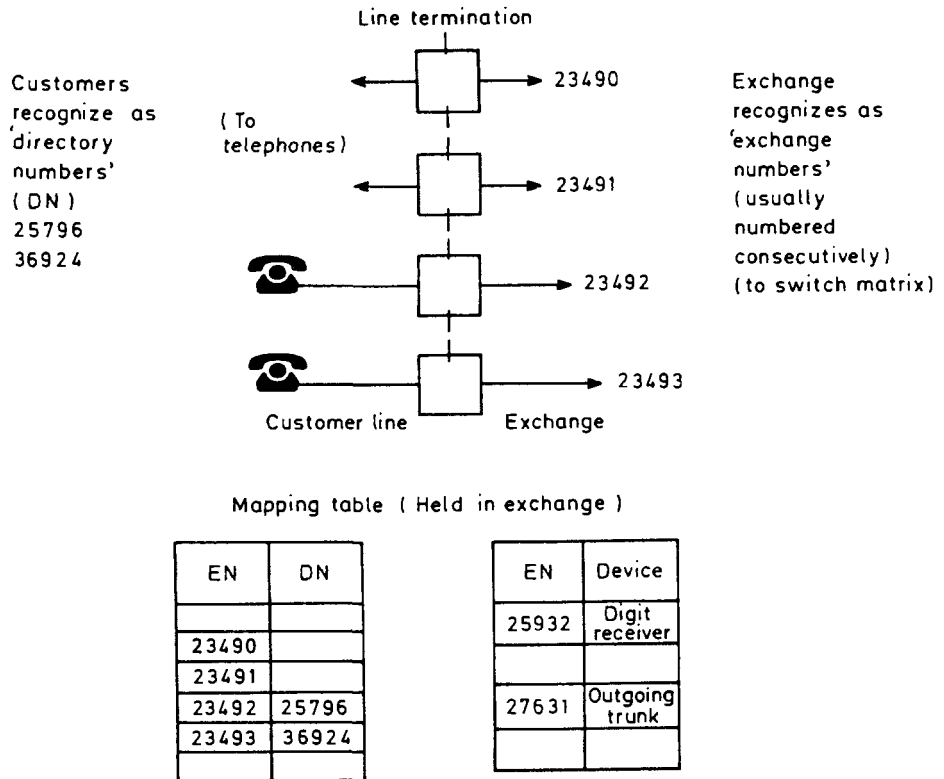 Line termination
Customers
recognize as
'directory
numbers'
(DN)
25796
36924
(To
telephones)
23490
23491
23492
23493
Exchange
recognizes as
'exchange
numbers'
(usually
numbered
consecutively)
(to switch matrix)
Customer line
Exchange
Mapping table (Held in exchange)
EN DN
23490
23491
23492 25796
23493 36924
EN Device
25932 Digit
receiver
27631 Outgoing
trunk